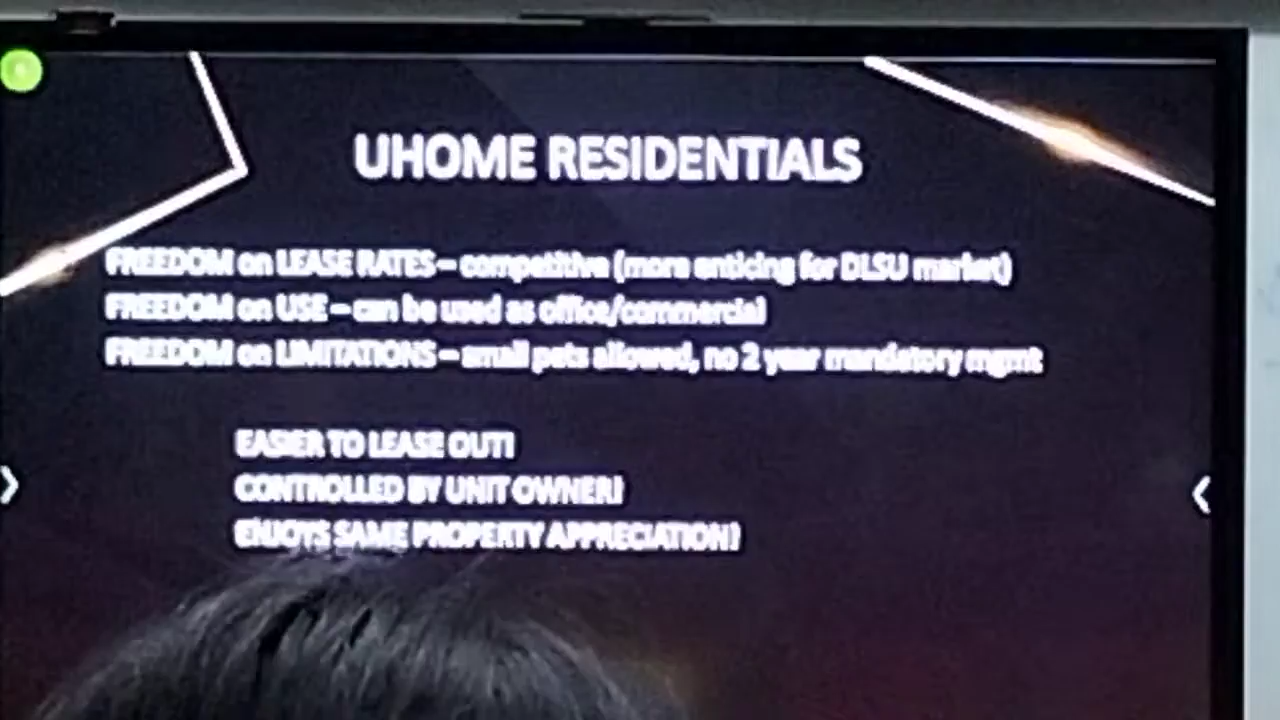 UHOME RESIDENTIALS
FREEDOM on LEASE RATES – competitive (more enticing for DLSU market)
FREEDOM on USE – can be used as office/commercial
FREEDOM on LIMITATIONS – small pets allowed, no 2 year mandatory mgmt
EASIER TO LEASE OUT!
CONTROLLED BY UNIT OWNER!
ENJOYS SAME PROPERTY APPRECIATION!